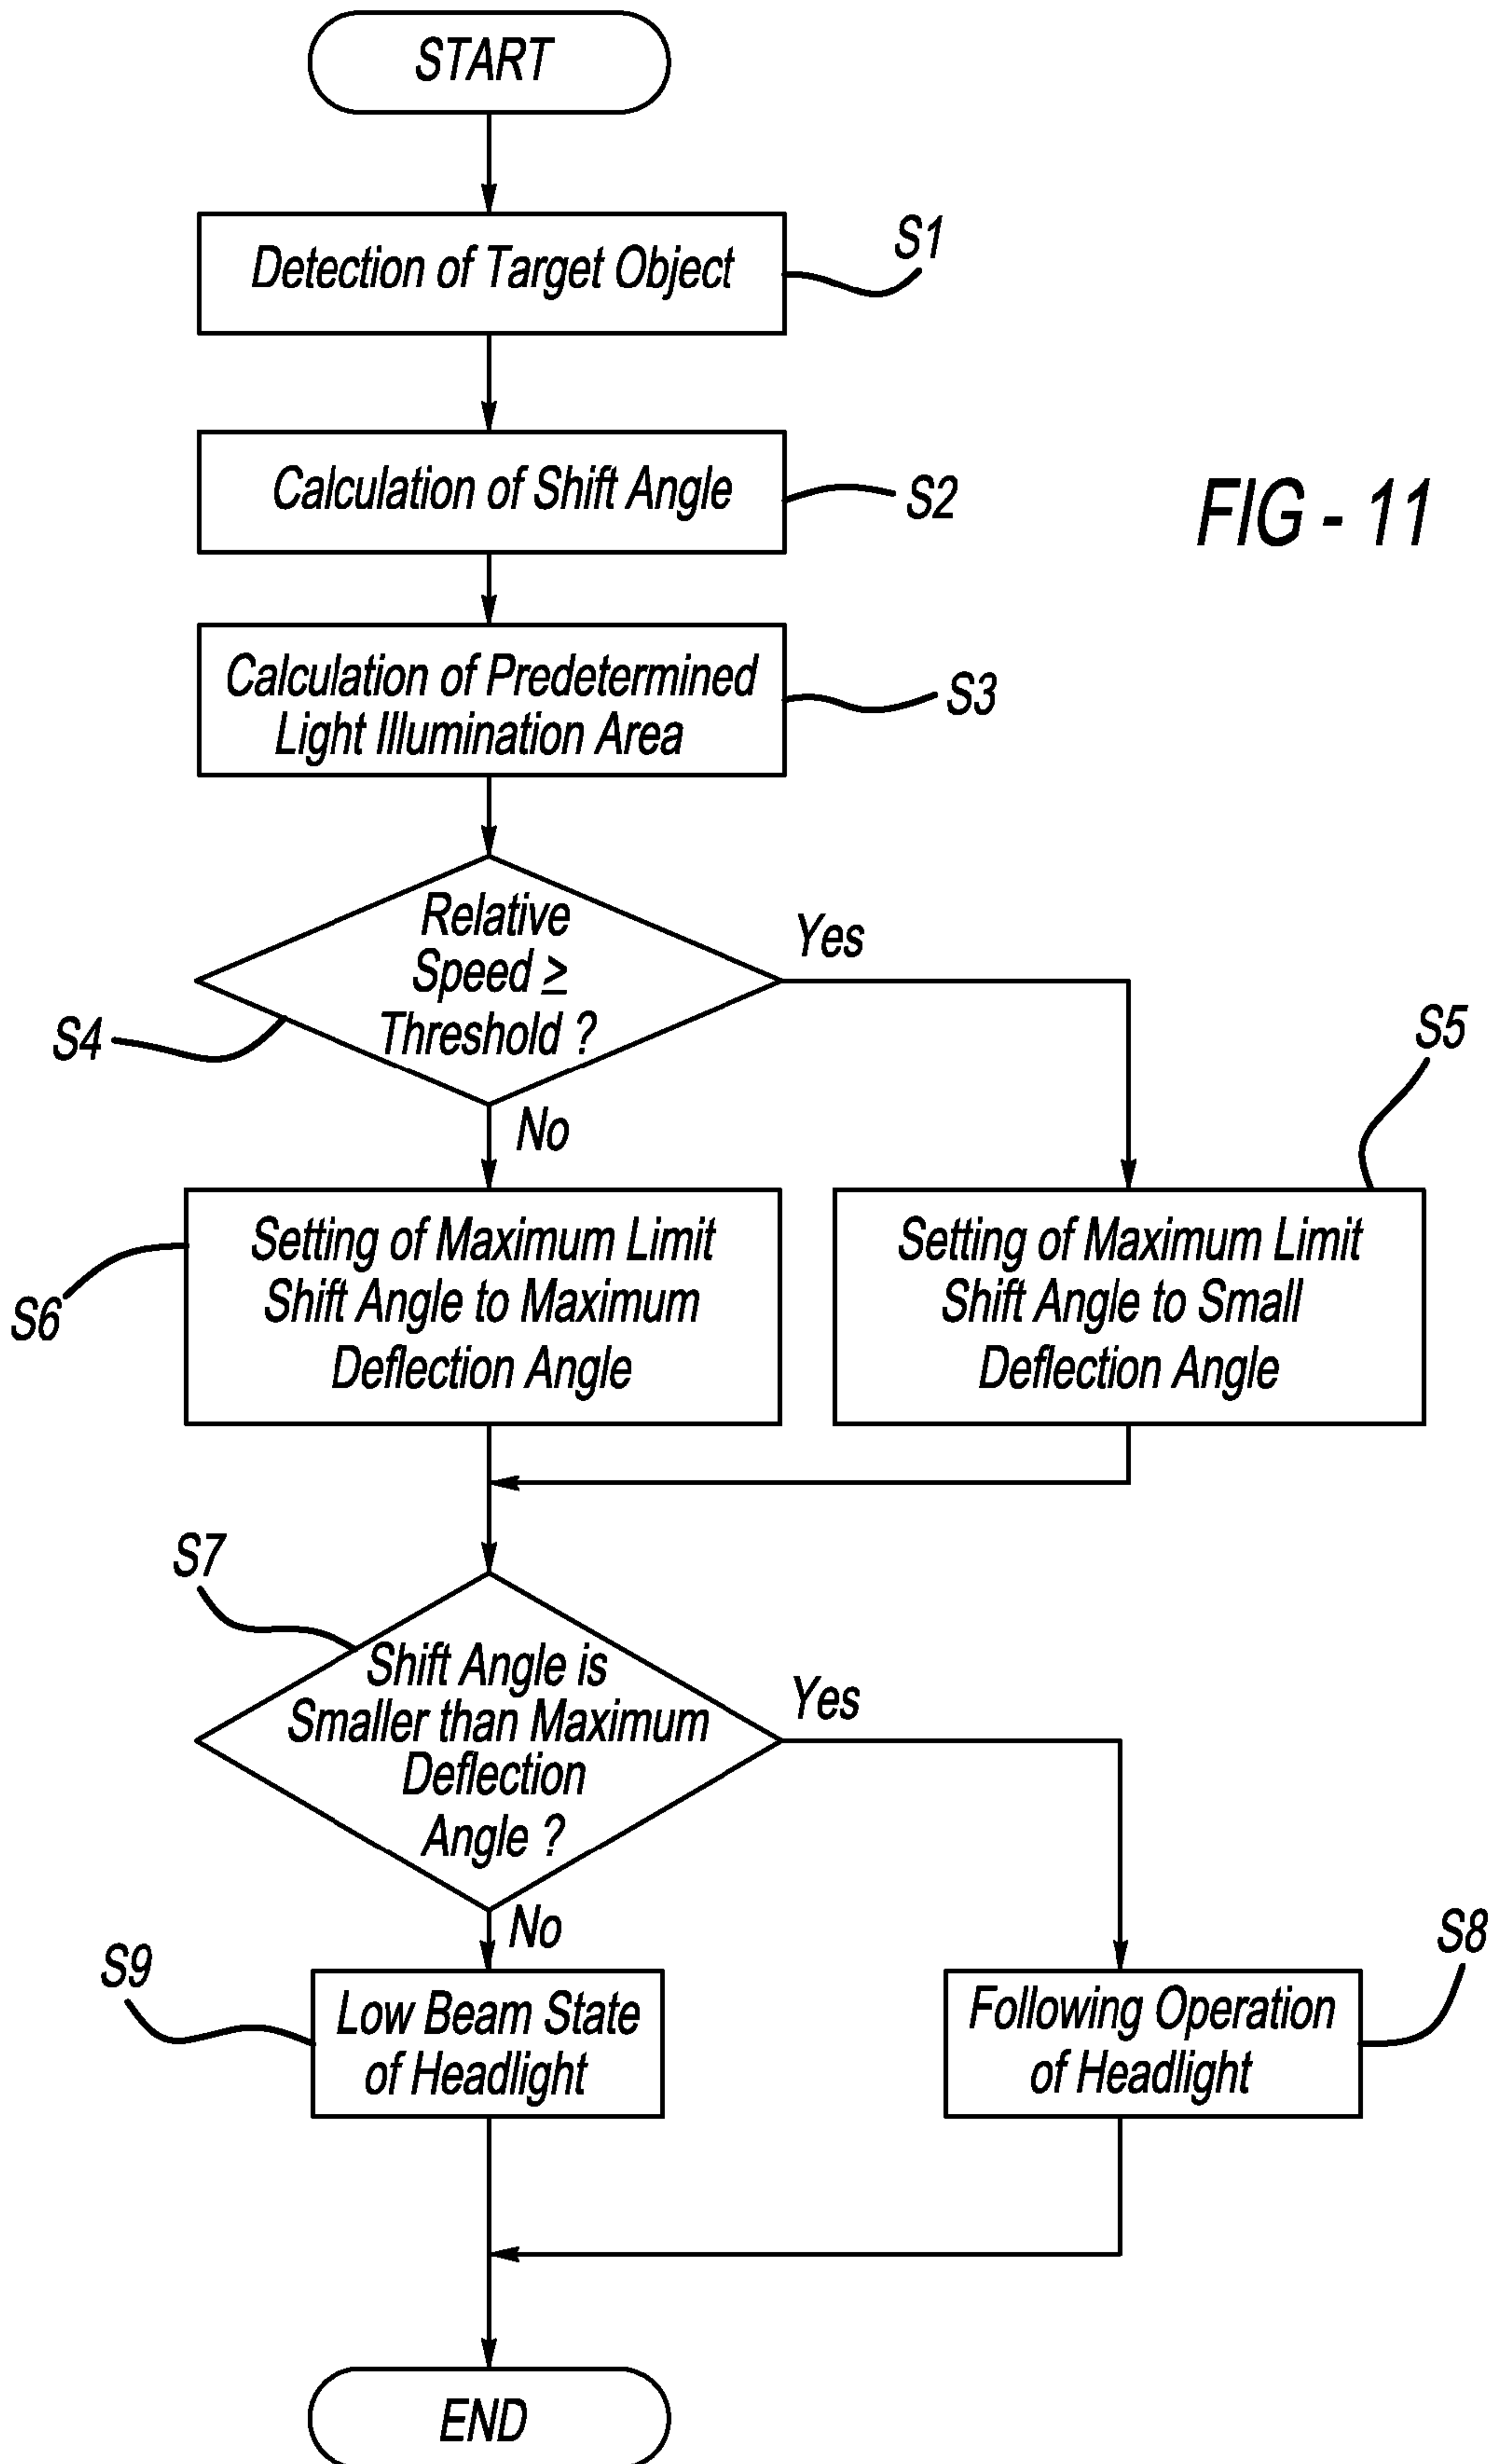 START
Detection of Target Object
S1
Calculation of Shift Angle
S2
FIG - 11
Calculation of Predetermined
Light Illumination Area
S3
Relative
Speed ≥
Threshold ?
Yes
S4
No
S5
Setting of Maximum Limit
Shift Angle to Maximum
Deflection Angle
S6
Setting of Maximum Limit
Shift Angle to Small
Deflection Angle
S7
Shift Angle is
Smaller than Maximum
Deflection
Angle ?
Yes
No
S9
Low Beam State
of Headlight
S8
Following Operation
of Headlight
END